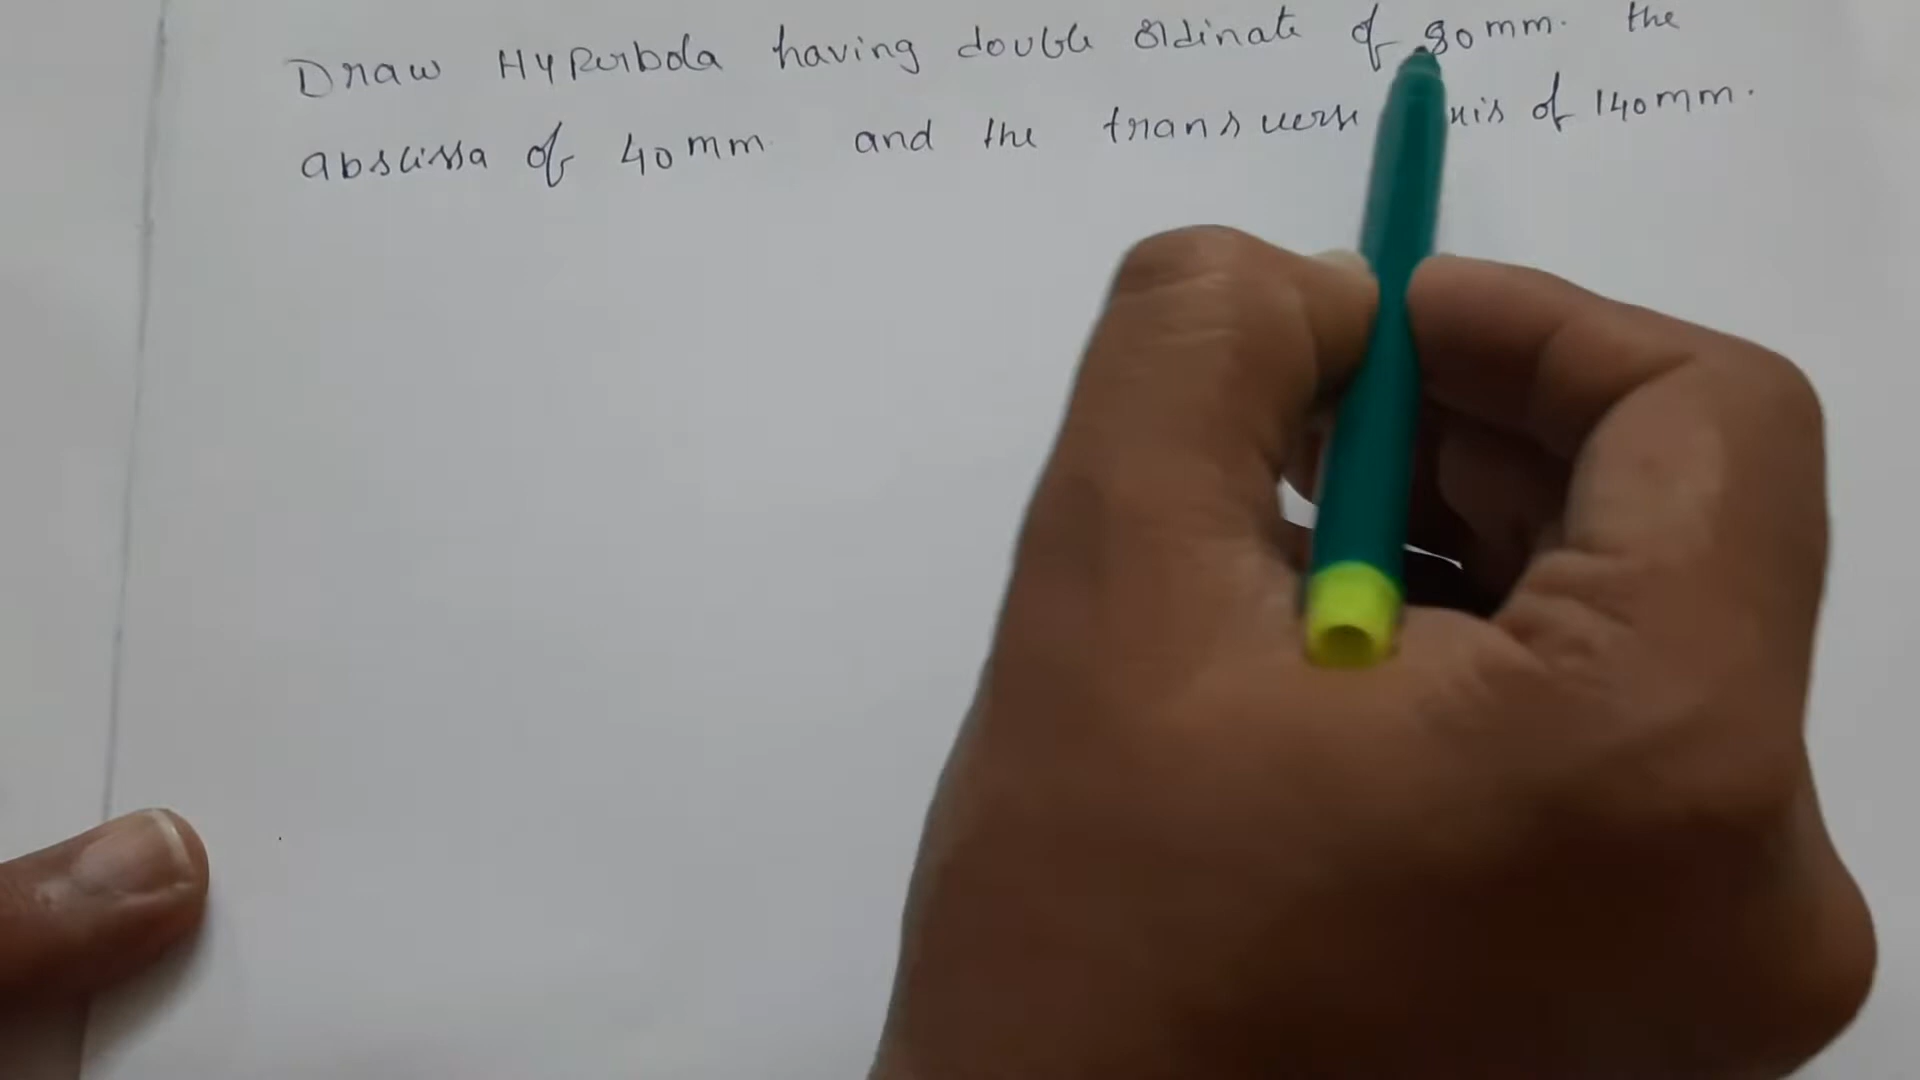 Draw Hyperbola having double ordinate of 80mm. the
abscissa of 40mm and the transverse of 140mm.